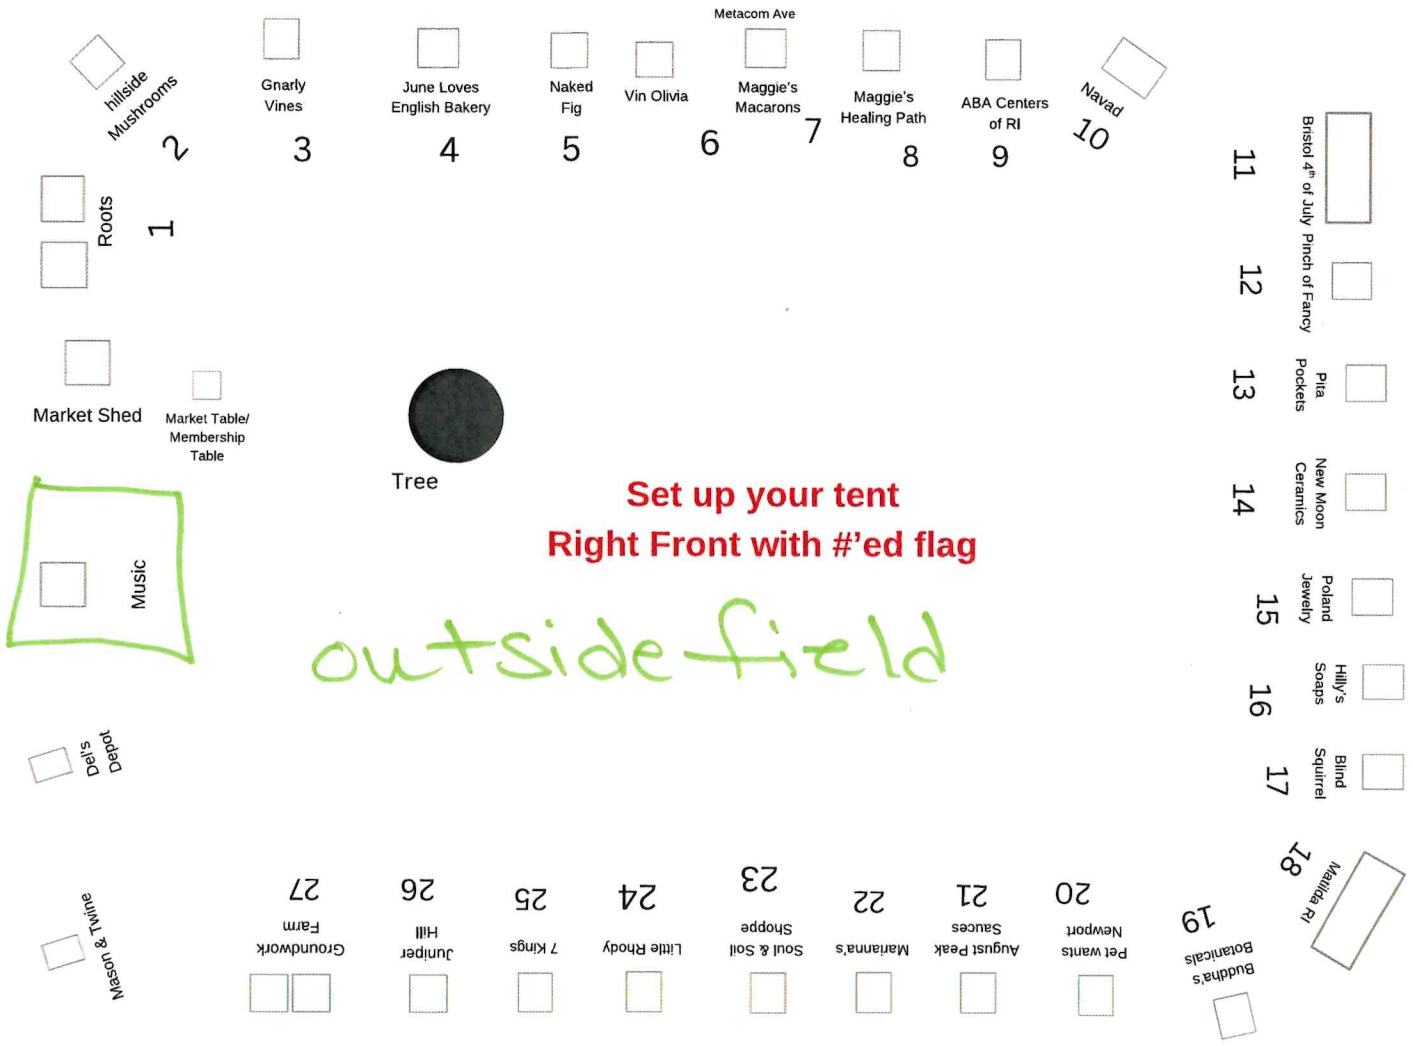 Metacom Ave
hillside
Mushrooms
2
Gnarly
Vines
3
June Loves
English Bakery
4
Naked
Fig
5
Vin Olivia
6
Maggie's
Macarons
7
Maggie's
Healing Path
8
ABA Centers
of RI
9
Navad
10
Bristol 4th of July
11
Pinch of Fancy
12
Pita
Pockets
13
New Moon
Ceramics
14
Poland
Jewelry
15
Hilly's
Soaps
16
Blind
Squirrel
17
Matilda RI
18
Buddha's
Botanicals
19
Pet wants
Newport
20
August Peak
Sauces
21
Marianna's
22
Soul & Soil
Shoppe
23
Little Rhody
24
7 Kings
25
Juniper
Hill
26
Groundwork
Farm
27
Mason & Twine
Del's
Depot
Music
Market Shed
Market Table/
Membership
Table
Roots
1
Tree
Set up your tent
Right Front with #'ed flag
outside field